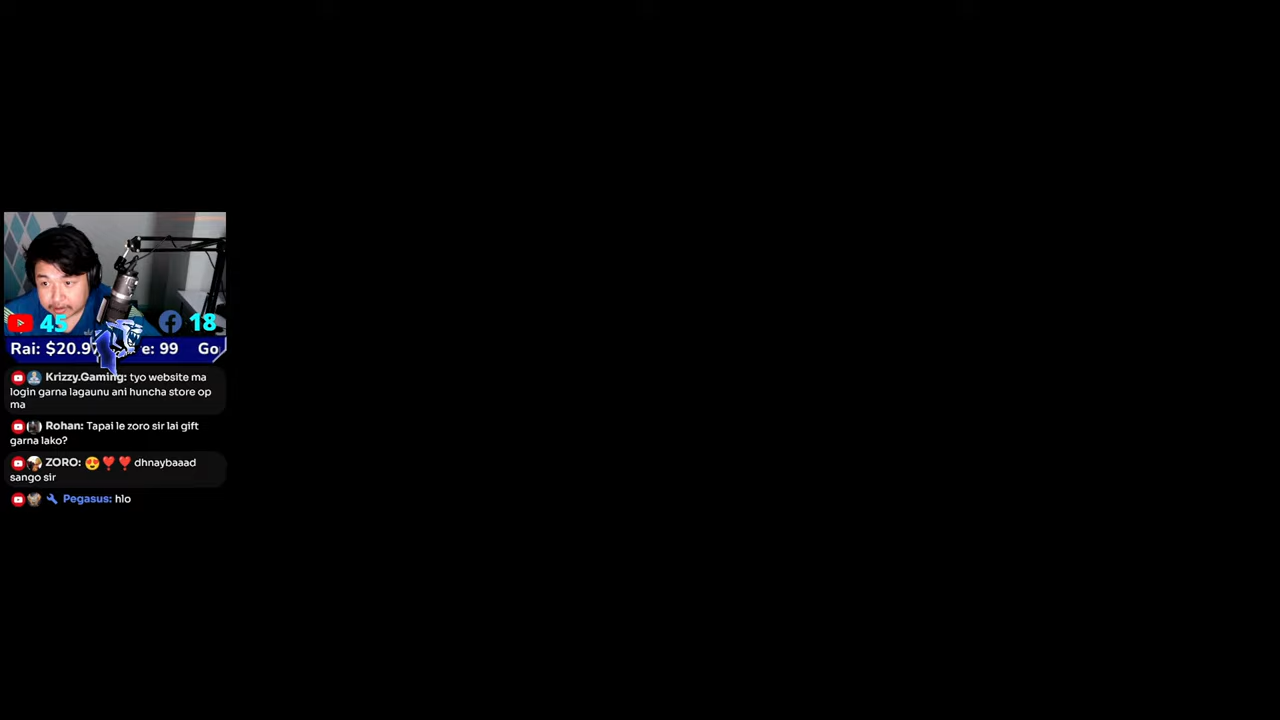 45
18
Rai: $20.9
e: 99
Go
Krizzy.Gaming: tyo website ma
login garna lagaunu ani huncha store op
ma
Rohan: Tapai le zoro sir lai gift
garna lako?
ZORO: 😍❣️❣️ dhnaybaaad
sango sir
Pegasus: hlo